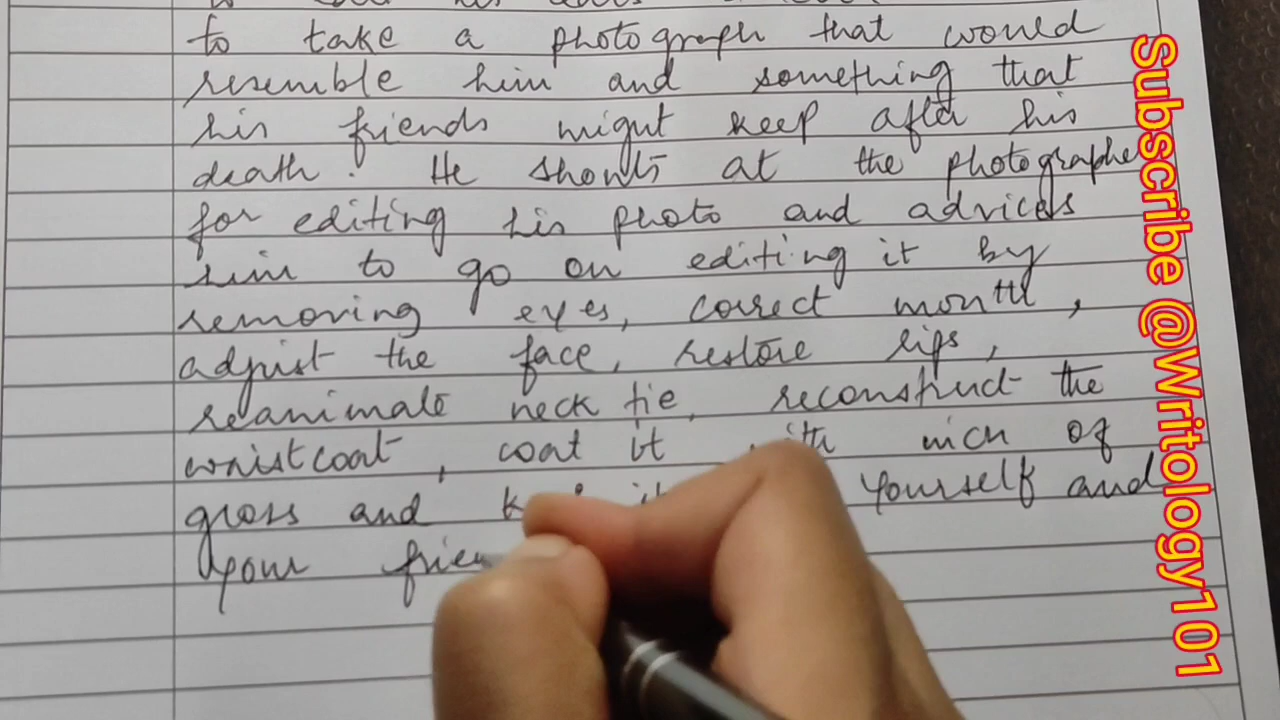 to take a photograph that would
resemble him and something that
his friends might keep after his
death. He shouts at the photographe
for editing his photo and advices
him to go on editing it by
removing eyes, correct mouth,
adjust the face, restore lips,
reanimate neck tie, reconstruct the
waistcoat, coat it with inch of
gross and yourself and
your
Subscribe @Writology101